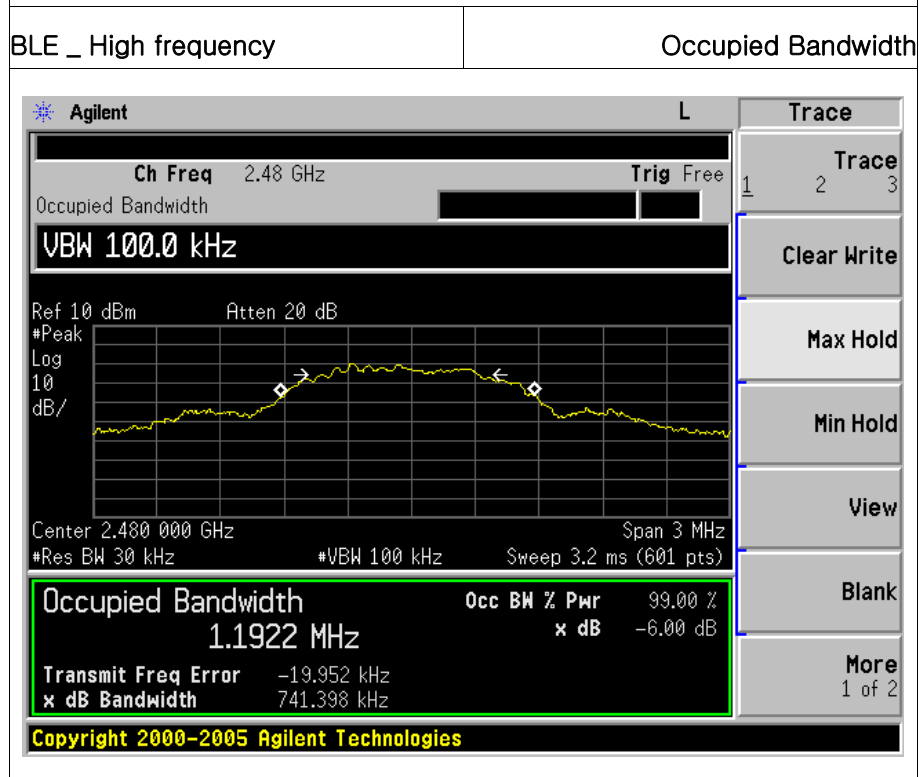 BLE _ High frequency
Occupied Bandwidth
Agilent
L
Trace
Ch Freq 2.48 GHz
Trig Free
Occupied Bandwidth
VBW 100.0 kHz
Ref 10 dBm
Atten 20 dB
#Peak
Log
10
dB/
Center 2.480 000 GHz
Span 3 MHz
#Res BW 30 kHz
#VBW 100 kHz
Sweep 3.2 ms (601 pts)
Occupied Bandwidth
1.1922 MHz
Occ BW % Pwr 99.00 %
x dB -6.00 dB
Transmit Freq Error -19.952 kHz
x dB Bandwidth 741.398 kHz
Trace
1 2 3
Clear Write
Max Hold
Min Hold
View
Blank
More
1 of 2
Copyright 2000-2005 Agilent Technologies